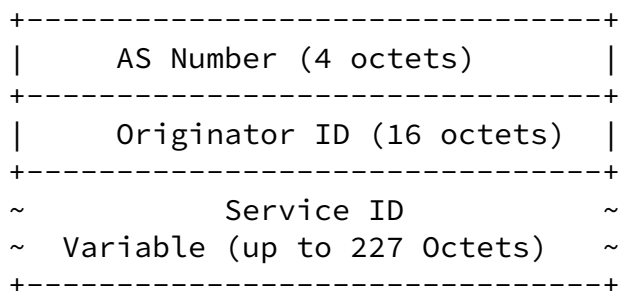 +---------------------------------+
|     AS Number (4 octets)        |
+---------------------------------+
|     Originator ID (16 octets)   |
+---------------------------------+
~           Service ID            ~
~  Variable (up to 227 Octets)    ~
+---------------------------------+